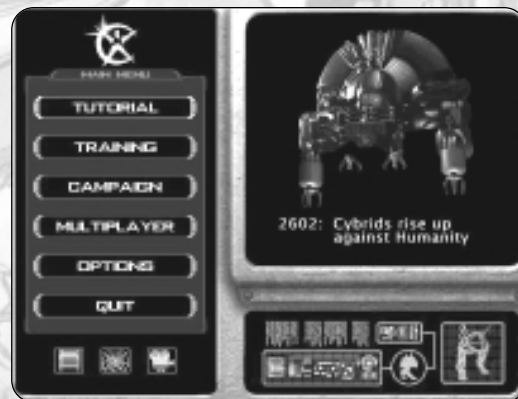 MAIN MENU
TUTORIAL
TRAINING
CAMPAIGN
MULTIPLAYER
OPTIONS
QUIT
2602: Cybrids rise up
against Humanity